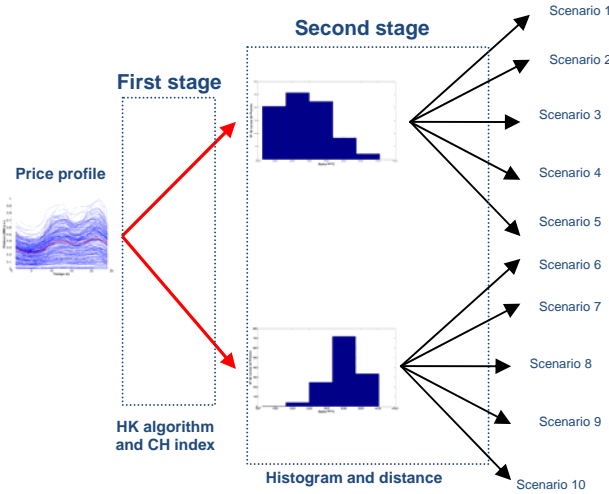 Scenario 1
Second stage
Scenario 2
First stage
Scenario 3
Price profile
Scenario 4
Scenario 5
Scenario 6
Scenario 7
Scenario 8
HK algorithm
and CH index
Scenario 9
Histogram and distance
Scenario 10